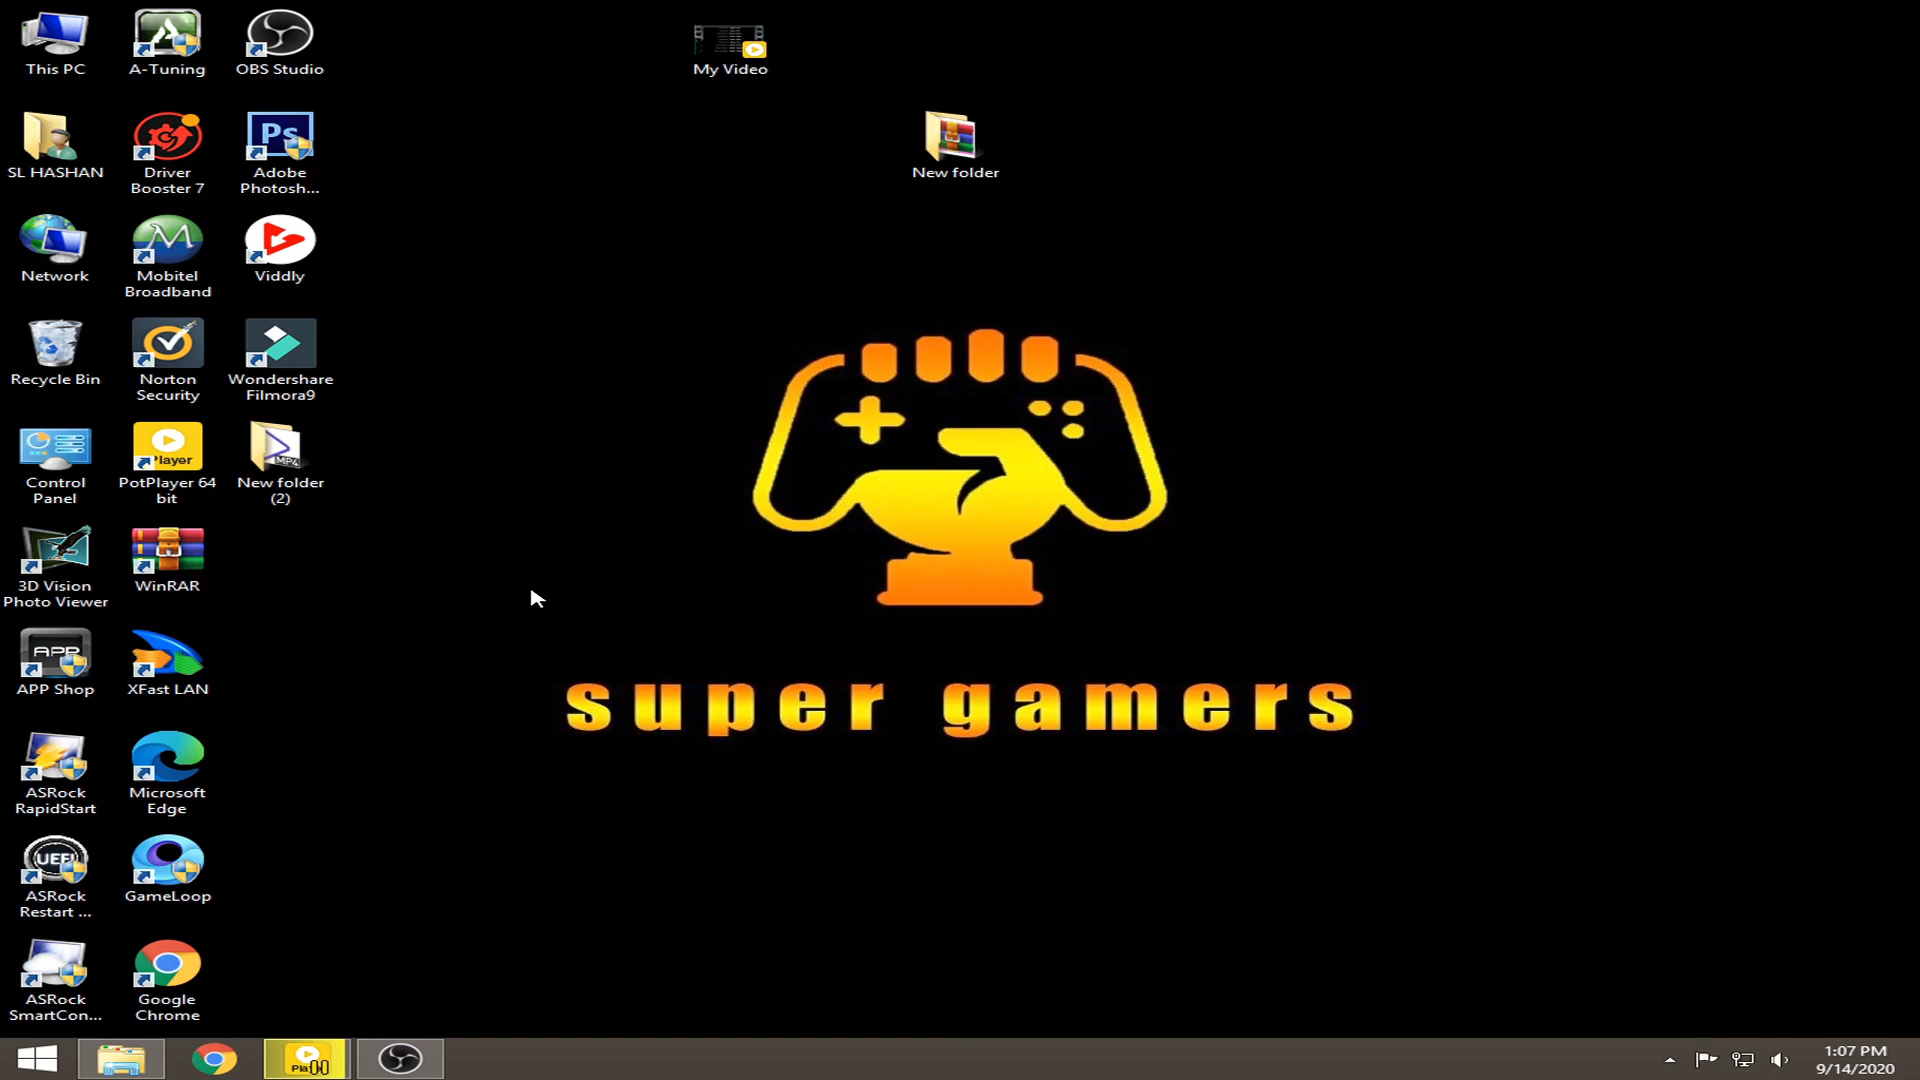 This PC
A-Tuning
OBS Studio
My Video
SL HASHAN
Driver
Booster 7
Ps
Adobe
Photosh...
New folder
Network
M
Mobitel
Broadband
Viddly
Recycle Bin
Norton
Security
Wondershare
Filmora9
Control
Panel
Player
PotPlayer 64
bit
MP4
New folder
(2)
3D Vision
Photo Viewer
WinRAR
APP
APP Shop
XFast LAN
super gamers
ASRock
RapidStart
Microsoft
Edge
UEFI
ASRock
Restart ...
GameLoop
ASRock
SmartCon...
Google
Chrome
1:07 PM
9/14/2020